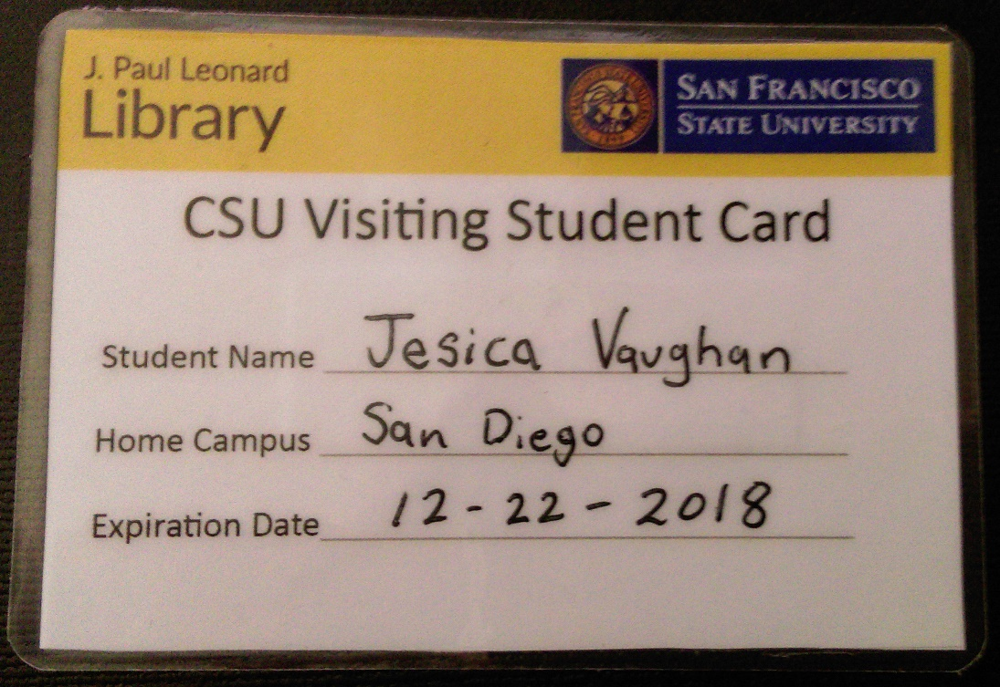 J. Paul Leonard
Library
SAN FRANCISCO
STATE UNIVERSITY
CSU Visiting Student Card
Student Name Jesica Vaughan
Home Campus San Diego
Expiration Date 12-22-2018